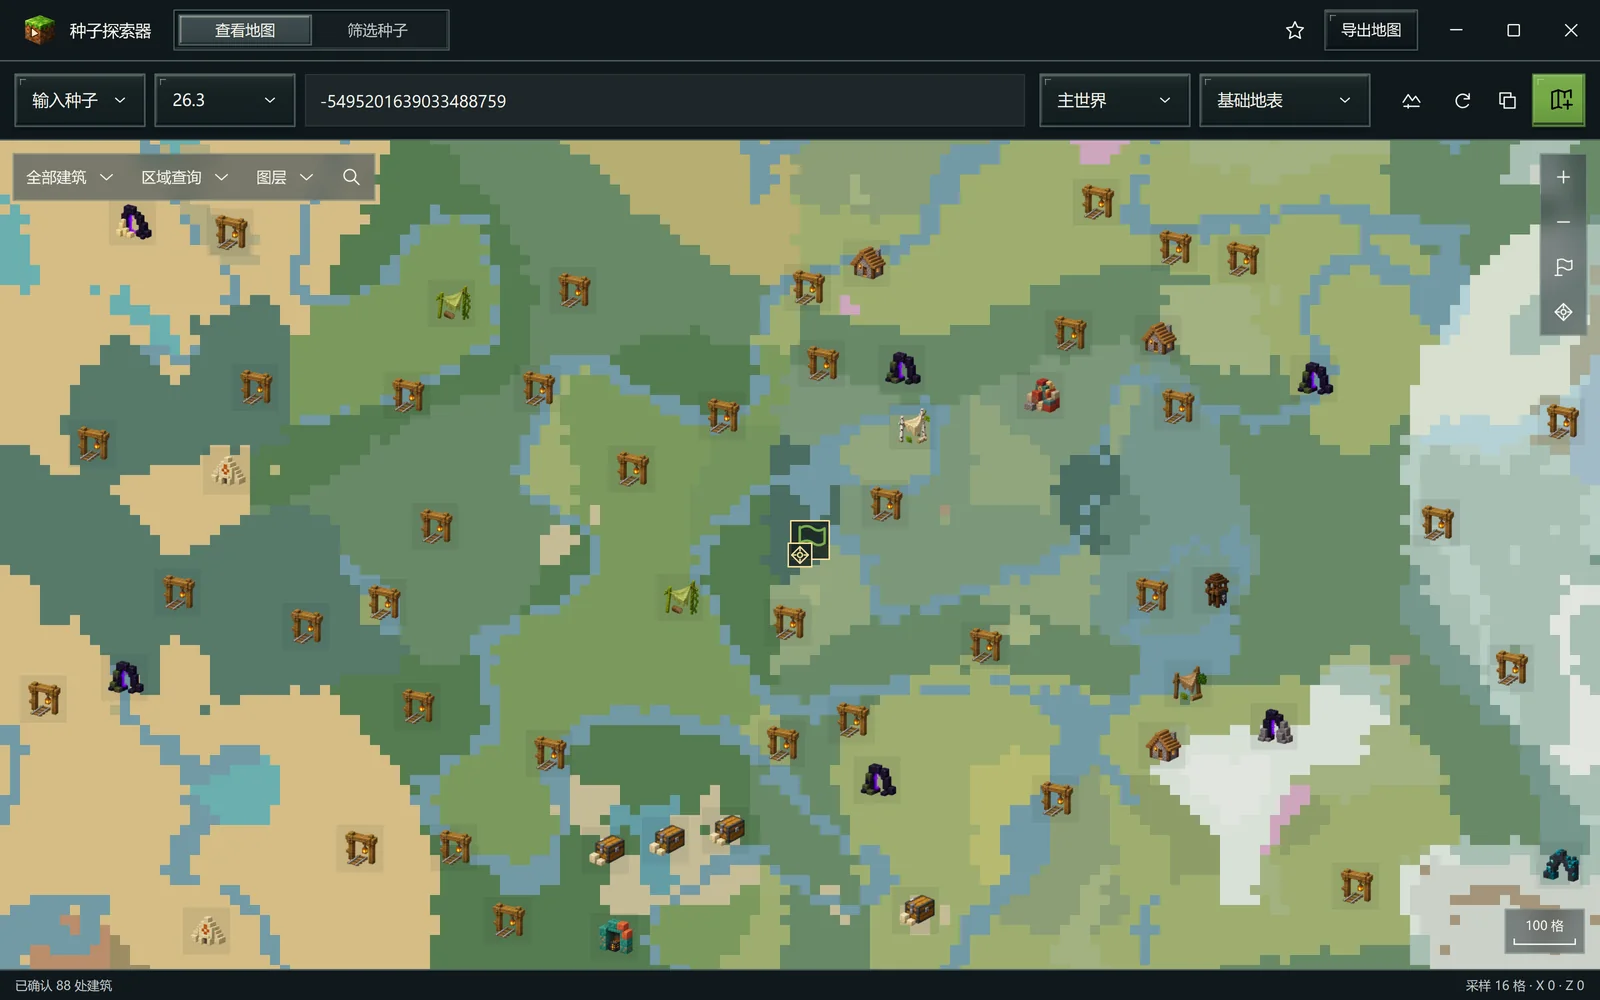 种子探索器
查看地图
筛选种子
导出地图
输入种子
26.3
-5495201639033488759
主世界
基础地表
全部建筑
区域查询
图层
100 格
已确认 88 处建筑
采样 16 格 · X 0 · Z 0